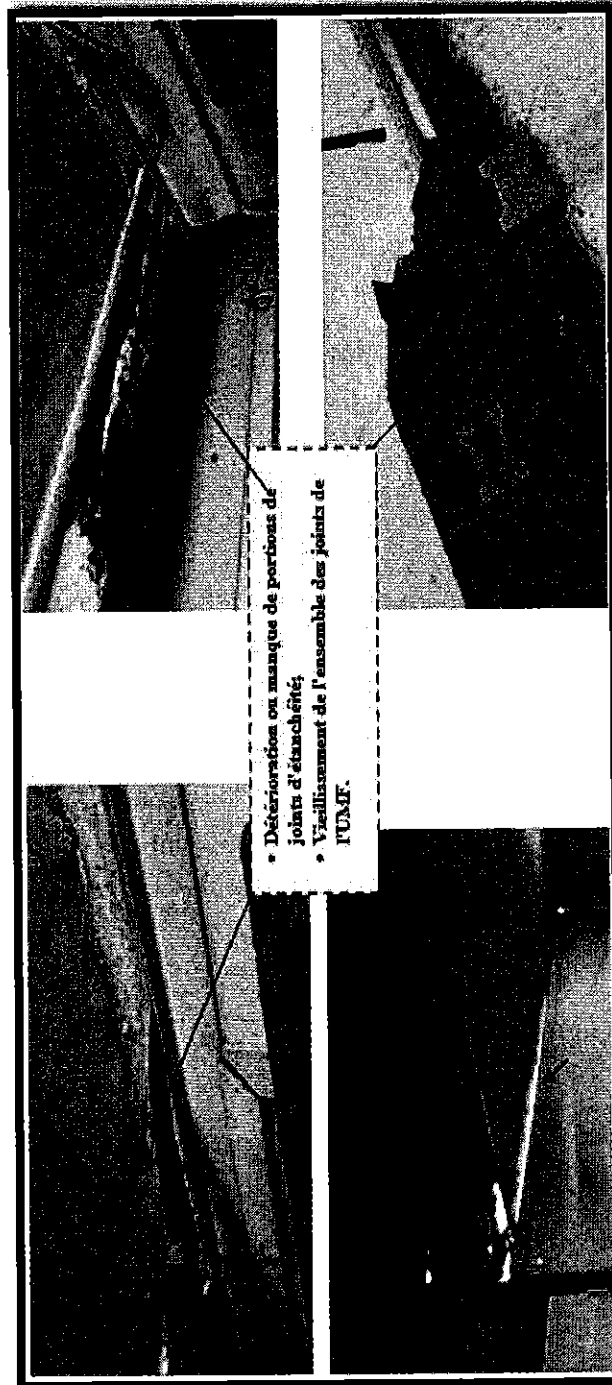 • Détérioration ou manque de portions de
joints d'étanchéité;
• Vieillissement de l'ensemble des joints de
l'UMF.